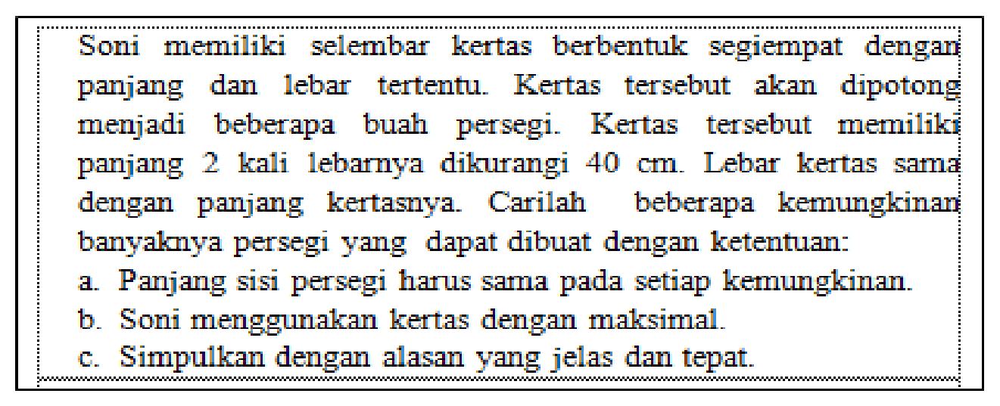 Soni memiliki selembar kertas berbentuk segiempat dengan
panjang dan lebar tertentu. Kertas tersebut akan dipotong
menjadi beberapa buah persegi. Kertas tersebut memiliki
panjang 2 kali lebarnya dikurangi 40 cm. Lebar kertas sama
dengan panjang kertasnya. Carilah beberapa kemungkinan
banyaknya persegi yang dapat dibuat dengan ketentuan:
a. Panjang sisi persegi harus sama pada setiap kemungkinan.
b. Soni menggunakan kertas dengan maksimal.
c. Simpulkan dengan alasan yang jelas dan tepat.